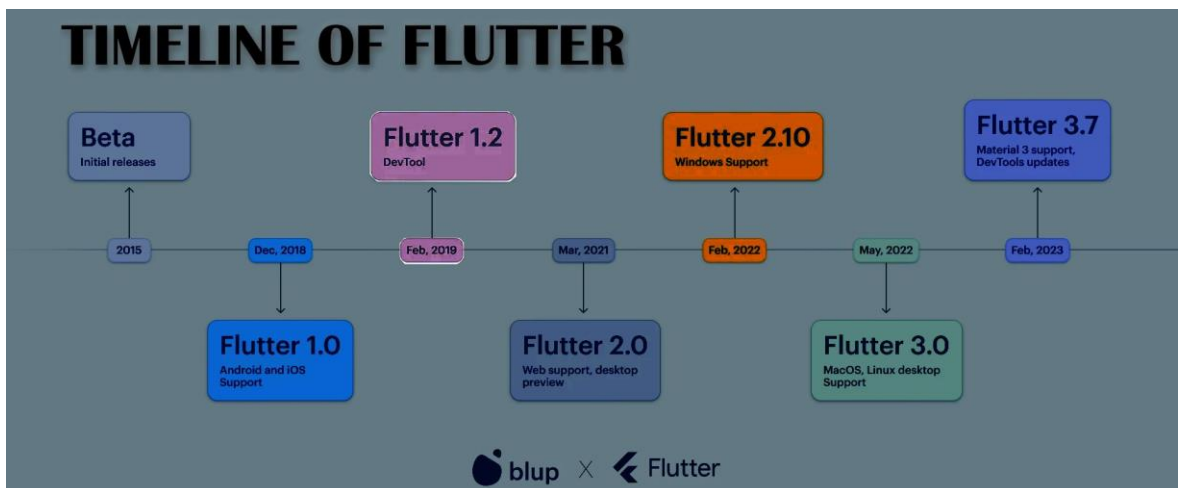 TIMELINE OF FLUTTER
Beta
Initial releases
Flutter 1.2
DevTool
Flutter 2.10
Windows Support
Flutter 3.7
Material 3 support,
DevTools updates
2015
Dec, 2018
Feb, 2019
Mar, 2021
Feb, 2022
May, 2022
Feb, 2023
Flutter 1.0
Android and iOS
Support
Flutter 2.0
Web support, desktop
preview
Flutter 3.0
MacOS, Linux desktop
Support
blup X Flutter